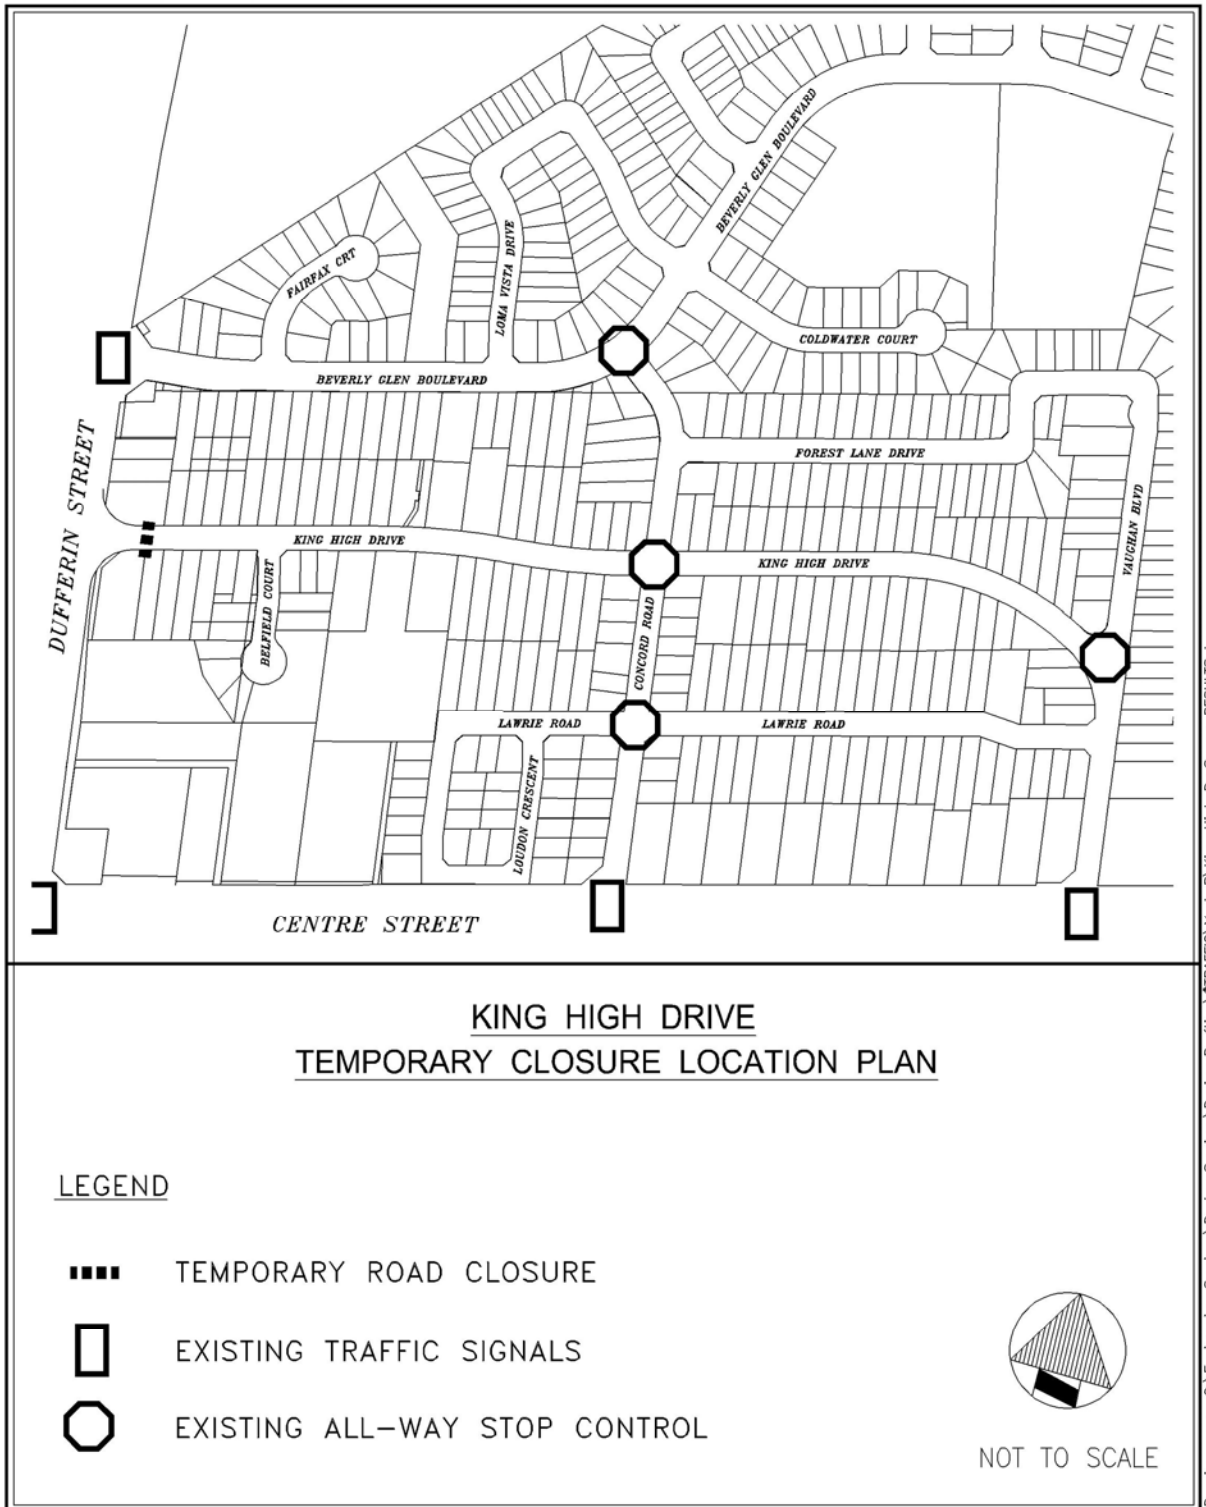 BEVERLY GLEN BOULEVARD
FAIRFAX CRT
LOMA VISTA DRIVE
COLDWATER COURT
BEVERLY GLEN BOULEVARD
FOREST LANE DRIVE
DUFFERIN STREET
VAUGHAN BLVD
KING HIGH DRIVE
KING HIGH DRIVE
BELFIELD COURT
CONCORD ROAD
LAWRIE ROAD
LAWRIE ROAD
LOUDON CRESCENT
CENTRE STREET
KING HIGH DRIVE
TEMPORARY CLOSURE LOCATION PLAN
LEGEND
TEMPORARY ROAD CLOSURE
EXISTING TRAFFIC SIGNALS
EXISTING ALL-WAY STOP CONTROL
NOT TO SCALE